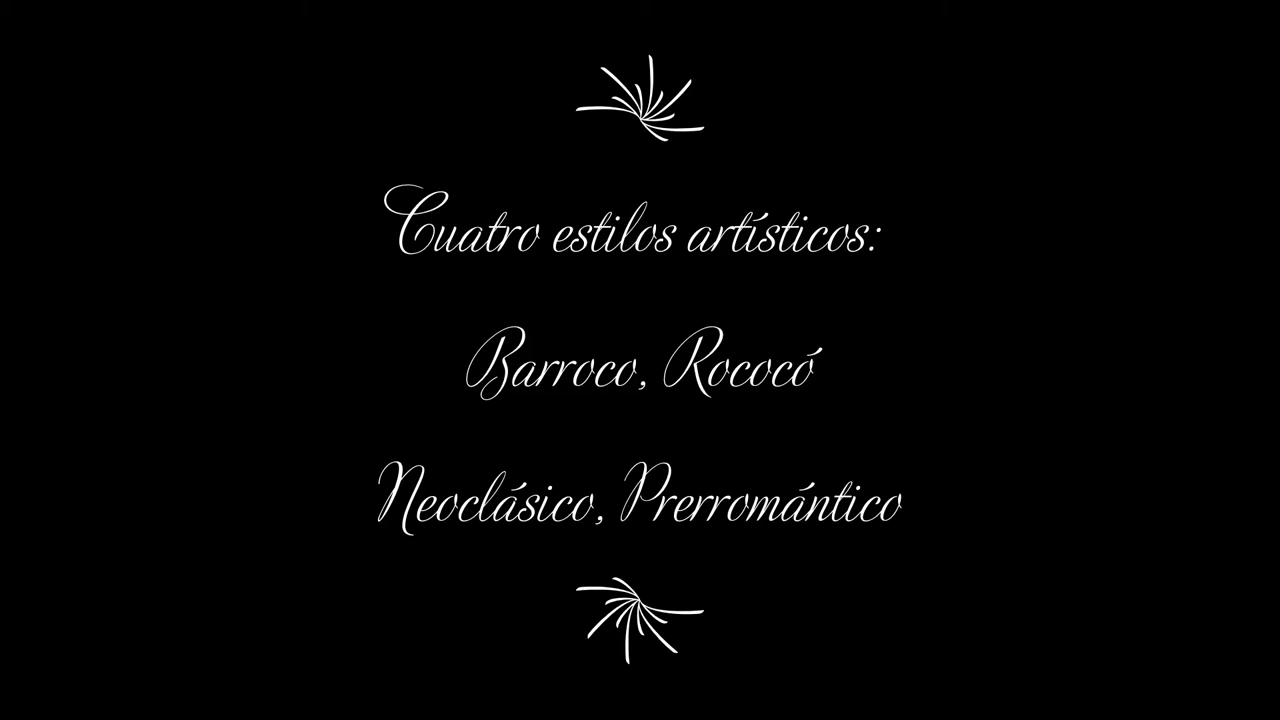 Cuatro estilos artísticos:
Barroco, Rococó
Neoclásico, Prerromántico